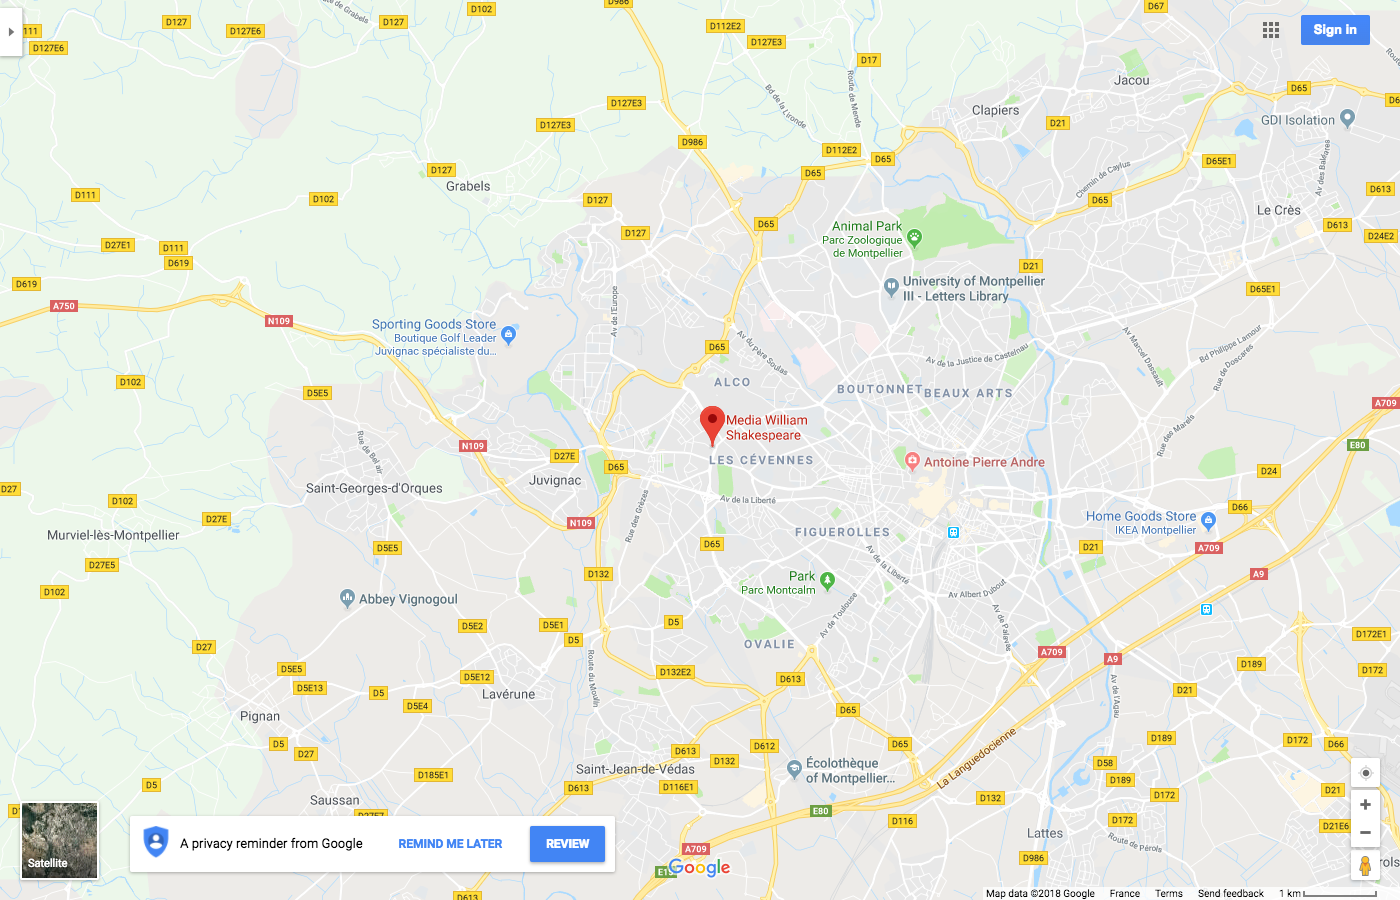 D127
D127
D102
D986
D112E2
D67
Sign in
111
D127E6
D127E6
D127E3
D17
Route de Mende
Bd de la Lironde
Jacou
D65
GDI Isolation
Clapiers
D21
D127E3
D127E3
D986
D112E2
D65
D65
D65E1
Chemin de Caylus
Av des Baléares
D127
Grabels
D111
D102
D127
D65
D613
Le Crès
D613
D24E2
D127
D65
Animal Park
Parc Zoologique
de Montpellier
D27E1
D111
D619
D21
D619
University of Montpellier
III - Letters Library
D65E1
A750
N109
Av de l'Europe
Sporting Goods Store
Boutique Golf Leader
Juvignac spécialiste du...
D65
Av du père Soulas
Av de la Justice de Castelnau
Av Marcel Dassault
Bd Philippe Lamour
Rue de Doscares
D102
D5E5
ALCO
BOUTONNET
BEAUX ARTS
A709
Media William
Shakespeare
Rue de Bel air
Rue des Marels
N109
D27E
D65
LES CÉVENNES
Antoine Pierre Andre
E80
D24
Juvignac
D27
D102
Saint-Georges-d'Orques
Av de la Liberté
Rue des Grèzes
D66
D27E
N109
Home Goods Store
IKEA Montpellier
FIGUEROLLES
Murviel-lès-Montpellier
D5E5
D65
D21
A709
D27E5
Av de la Liberté
D132
A9
Park
Parc Montcalm
D102
Abbey Vignogoul
Av Albert Dubout
Av de Toulouse
Av de Palavas
D5E2
D5E1
D5
D5
D172E1
OVALIE
D27
A709
A9
D5E5
D5E12
D132E2
D613
D189
D172
D5E13
D5
Lavérune
Route du Moulin
D21
D5E4
D65
Av de l'Agau
Pignan
D5
D27
D613
D612
D65
La Languedocienne
D189
D172
D66
D132
D185E1
Saint-Jean-de-Védas
Écolothèque
of Montpellier...
D58
D5
D613
D116E1
D189
D172
D21
D132
Saussan
E80
D116
D172
D21E6
Lattes
Route de Pérols
Satellite
A privacy reminder from Google
REMIND ME LATER
REVIEW
A709
Google
D986
D613
Map data ©2018 Google
France
Terms
Send feedback
1 km